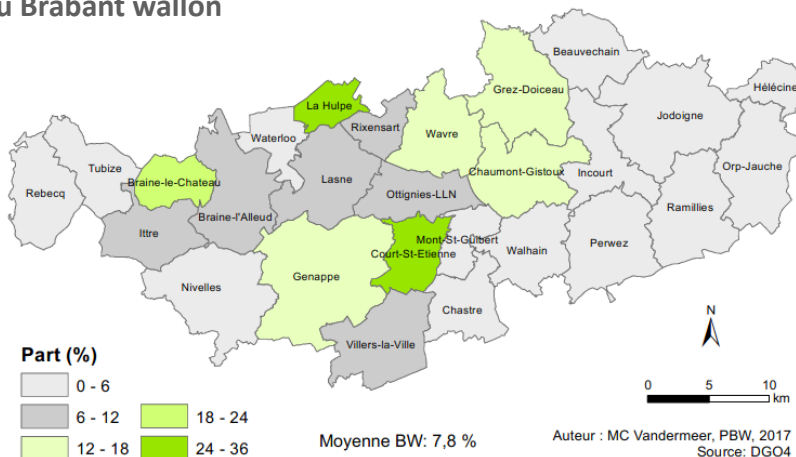 u Brabant wallon
Beauvechain
Hélécine
La Hulpe
Grez-Doiceau
Jodoigne
Rixensart
Wavre
Waterloo
Orp-Jauche
Tubize
Chaumont-Gistoux
Incourt
Braine-le-Chateau
Lasne
Rebecq
Ottignies-LLN
Ramillies
Braine-l'Alleud
Ittre
Mont-St-Guibert
Perwez
Court-St-Etienne
Walhain
Genappe
Nivelles
Chastre
Villers-la-Ville
N
Part (%)
0 - 6
6 - 12
18 - 24
12 - 18
24 - 36
0 5 10
km
Moyenne BW: 7,8 %
Auteur : MC Vandermeer, PBW, 2017
Source: DGO4